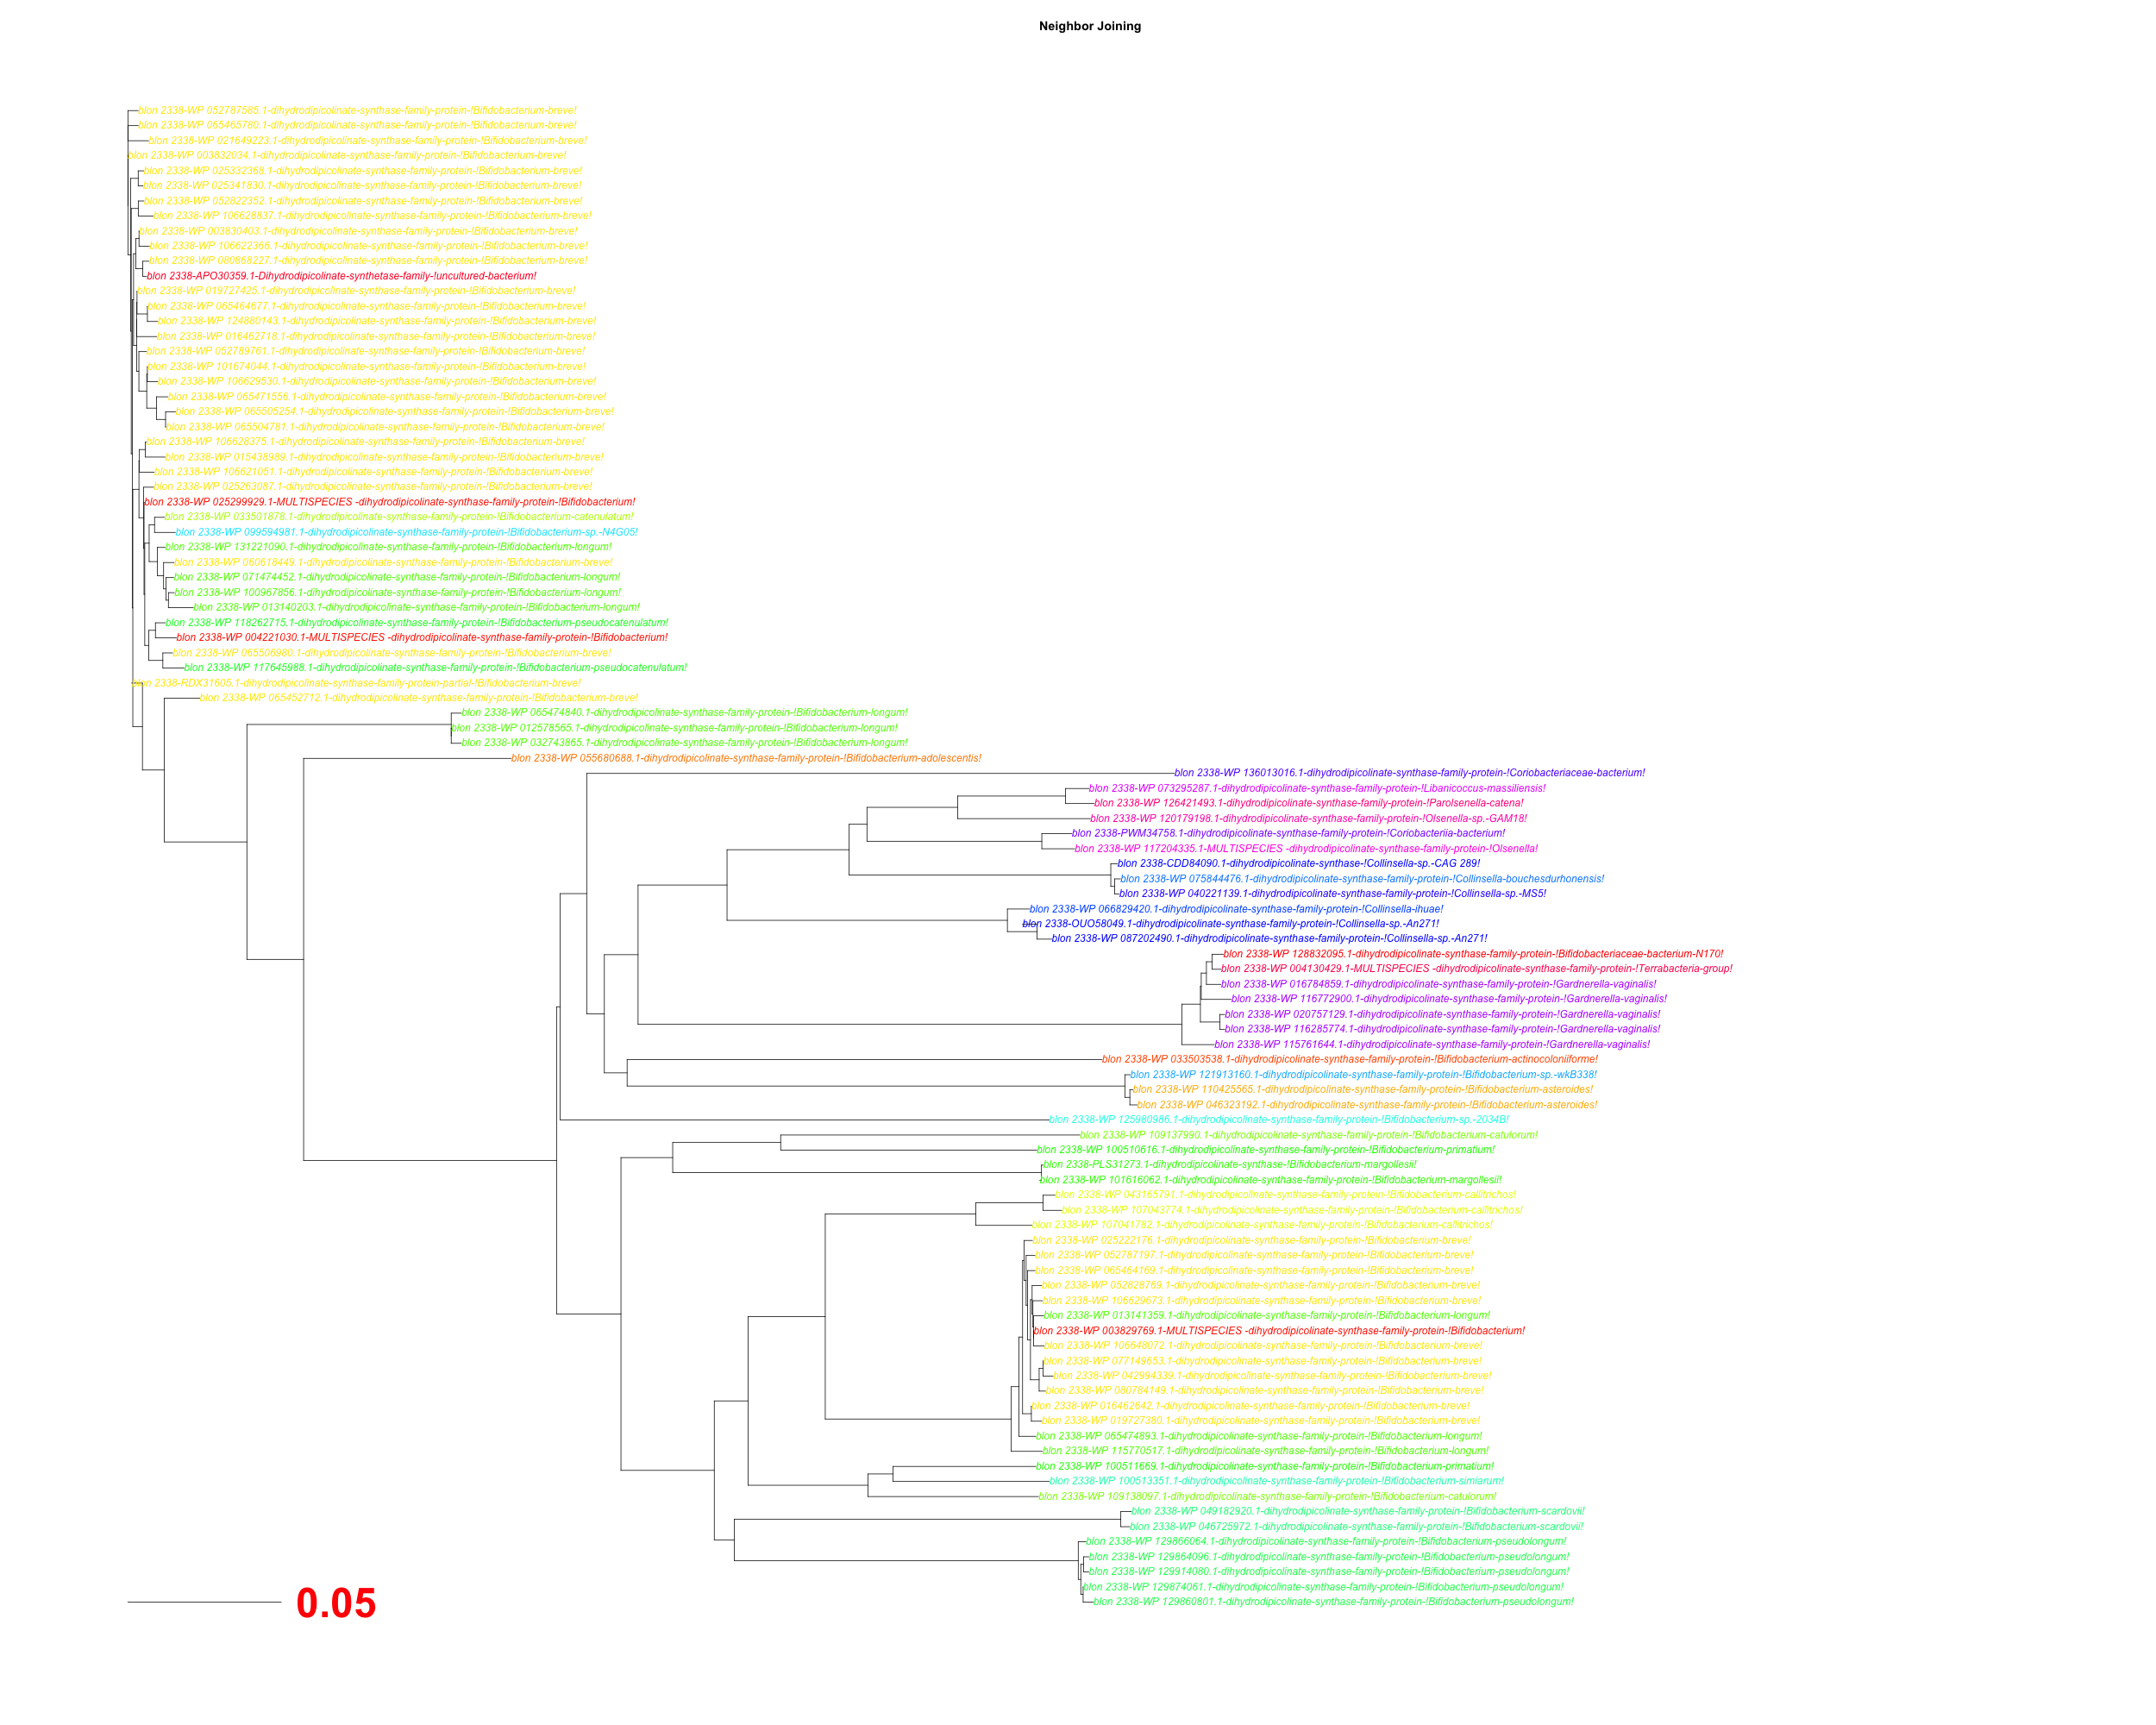 Neighbor Joining
blon 2338-WP 052787585.1-dihydrodipicolinate-synthase-family-protein-!Bifidobacterium-breve!
blon 2338-WP 065465780.1-dihydrodipicolinate-synthase-family-protein-!Bifidobacterium-breve!
blon 2338-WP 021649223.1-dihydrodipicolinate-synthase-family-protein-!Bifidobacterium-breve!
blon 2338-WP 003832034.1-dihydrodipicolinate-synthase-family-protein-!Bifidobacterium-breve!
blon 2338-WP 025332368.1-dihydrodipicolinate-synthase-family-protein-!Bifidobacterium-breve!
blon 2338-WP 025341830.1-dihydrodipicolinate-synthase-family-protein-!Bifidobacterium-breve!
blon 2338-WP 052822352.1-dihydrodipicolinate-synthase-family-protein-!Bifidobacterium-breve!
blon 2338-WP 106628837.1-dihydrodipicolinate-synthase-family-protein-!Bifidobacterium-breve!
blon 2338-WP 003830403.1-dihydrodipicolinate-synthase-family-protein-!Bifidobacterium-breve!
blon 2338-WP 106622366.1-dihydrodipicolinate-synthase-family-protein-!Bifidobacterium-breve!
blon 2338-WP 080868227.1-dihydrodipicolinate-synthase-family-protein-!Bifidobacterium-breve!
blon 2338-APO30359.1-Dihydrodipicolinate-synthetase-family-!uncultured-bacterium!
blon 2338-WP 019727425.1-dihydrodipicolinate-synthase-family-protein-!Bifidobacterium-breve!
blon 2338-WP 065464677.1-dihydrodipicolinate-synthase-family-protein-!Bifidobacterium-breve!
blon 2338-WP 124880143.1-dihydrodipicolinate-synthase-family-protein-!Bifidobacterium-breve!
blon 2338-WP 016462718.1-dihydrodipicolinate-synthase-family-protein-!Bifidobacterium-breve!
blon 2338-WP 052789761.1-dihydrodipicolinate-synthase-family-protein-!Bifidobacterium-breve!
blon 2338-WP 101674044.1-dihydrodipicolinate-synthase-family-protein-!Bifidobacterium-breve!
blon 2338-WP 106629530.1-dihydrodipicolinate-synthase-family-protein-!Bifidobacterium-breve!
blon 2338-WP 065471556.1-dihydrodipicolinate-synthase-family-protein-!Bifidobacterium-breve!
blon 2338-WP 065505254.1-dihydrodipicolinate-synthase-family-protein-!Bifidobacterium-breve!
blon 2338-WP 065504781.1-dihydrodipicolinate-synthase-family-protein-!Bifidobacterium-breve!
blon 2338-WP 106628375.1-dihydrodipicolinate-synthase-family-protein-!Bifidobacterium-breve!
blon 2338-WP 015438989.1-dihydrodipicolinate-synthase-family-protein-!Bifidobacterium-breve!
blon 2338-WP 106621051.1-dihydrodipicolinate-synthase-family-protein-!Bifidobacterium-breve!
blon 2338-WP 025263087.1-dihydrodipicolinate-synthase-family-protein-!Bifidobacterium-breve!
blon 2338-WP 025299929.1-MULTISPECIES -dihydrodipicolinate-synthase-family-protein-!Bifidobacterium!
blon 2338-WP 033501878.1-dihydrodipicolinate-synthase-family-protein-!Bifidobacterium-catenulatum!
blon 2338-WP 099594981.1-dihydrodipicolinate-synthase-family-protein-!Bifidobacterium-sp.-N4G05!
blon 2338-WP 131221090.1-dihydrodipicolinate-synthase-family-protein-!Bifidobacterium-longum!
blon 2338-WP 060618449.1-dihydrodipicolinate-synthase-family-protein-!Bifidobacterium-breve!
blon 2338-WP 071474452.1-dihydrodipicolinate-synthase-family-protein-!Bifidobacterium-longum!
blon 2338-WP 100967856.1-dihydrodipicolinate-synthase-family-protein-!Bifidobacterium-longum!
blon 2338-WP 013140203.1-dihydrodipicolinate-synthase-family-protein-!Bifidobacterium-longum!
blon 2338-WP 118262715.1-dihydrodipicolinate-synthase-family-protein-!Bifidobacterium-pseudocatenulatum!
blon 2338-WP 004221030.1-MULTISPECIES -dihydrodipicolinate-synthase-family-protein-!Bifidobacterium!
blon 2338-WP 065506980.1-dihydrodipicolinate-synthase-family-protein-!Bifidobacterium-breve!
blon 2338-WP 117645988.1-dihydrodipicolinate-synthase-family-protein-!Bifidobacterium-pseudocatenulatum!
blon 2338-RDX31605.1-dihydrodipicolinate-synthase-family-protein-partial-!Bifidobacterium-breve!
blon 2338-WP 065452712.1-dihydrodipicolinate-synthase-family-protein-!Bifidobacterium-breve!
blon 2338-WP 065474840.1-dihydrodipicolinate-synthase-family-protein-!Bifidobacterium-longum!
blon 2338-WP 012578565.1-dihydrodipicolinate-synthase-family-protein-!Bifidobacterium-longum!
blon 2338-WP 032743865.1-dihydrodipicolinate-synthase-family-protein-!Bifidobacterium-longum!
blon 2338-WP 055680688.1-dihydrodipicolinate-synthase-family-protein-!Bifidobacterium-adolescentis!
blon 2338-WP 136013016.1-dihydrodipicolinate-synthase-family-protein-!Coriobacteriaceae-bacterium!
blon 2338-WP 073295287.1-dihydrodipicolinate-synthase-family-protein-!Libanicoccus-massiliensis!
blon 2338-WP 126421493.1-dihydrodipicolinate-synthase-family-protein-!Parolsenella-catena!
blon 2338-WP 120179198.1-dihydrodipicolinate-synthase-family-protein-!Olsenella-sp.-GAM18!
blon 2338-PWM34758.1-dihydrodipicolinate-synthase-family-protein-!Coriobacteriia-bacterium!
blon 2338-WP 117204335.1-MULTISPECIES -dihydrodipicolinate-synthase-family-protein-!Olsenella!
blon 2338-CDD84090.1-dihydrodipicolinate-synthase-!Collinsella-sp.-CAG 289!
blon 2338-WP 075844476.1-dihydrodipicolinate-synthase-family-protein-!Collinsella-bouchesdurhonensis!
blon 2338-WP 040221139.1-dihydrodipicolinate-synthase-family-protein-!Collinsella-sp.-MS5!
blon 2338-WP 066829420.1-dihydrodipicolinate-synthase-family-protein-!Collinsella-ihuae!
blon 2338-OUO58049.1-dihydrodipicolinate-synthase-family-protein-!Collinsella-sp.-An271!
blon 2338-WP 087202490.1-dihydrodipicolinate-synthase-family-protein-!Collinsella-sp.-An271!
blon 2338-WP 128832095.1-dihydrodipicolinate-synthase-family-protein-!Bifidobacteriaceae-bacterium-N170!
blon 2338-WP 004130429.1-MULTISPECIES -dihydrodipicolinate-synthase-family-protein-!Terrabacteria-group!
blon 2338-WP 016784859.1-dihydrodipicolinate-synthase-family-protein-!Gardnerella-vaginalis!
blon 2338-WP 116772900.1-dihydrodipicolinate-synthase-family-protein-!Gardnerella-vaginalis!
blon 2338-WP 020757129.1-dihydrodipicolinate-synthase-family-protein-!Gardnerella-vaginalis!
blon 2338-WP 116285774.1-dihydrodipicolinate-synthase-family-protein-!Gardnerella-vaginalis!
blon 2338-WP 115761644.1-dihydrodipicolinate-synthase-family-protein-!Gardnerella-vaginalis!
blon 2338-WP 033503538.1-dihydrodipicolinate-synthase-family-protein-!Bifidobacterium-actinocoloniiforme!
blon 2338-WP 121913160.1-dihydrodipicolinate-synthase-family-protein-!Bifidobacterium-sp.-wkB338!
blon 2338-WP 110425565.1-dihydrodipicolinate-synthase-family-protein-!Bifidobacterium-asteroides!
blon 2338-WP 046323192.1-dihydrodipicolinate-synthase-family-protein-!Bifidobacterium-asteroides!
blon 2338-WP 125980986.1-dihydrodipicolinate-synthase-family-protein-!Bifidobacterium-sp.-2034B!
blon 2338-WP 109137990.1-dihydrodipicolinate-synthase-family-protein-!Bifidobacterium-catulorum!
blon 2338-WP 100510616.1-dihydrodipicolinate-synthase-family-protein-!Bifidobacterium-primatium!
blon 2338-PLS31273.1-dihydrodipicolinate-synthase-!Bifidobacterium-margollesii!
blon 2338-WP 101616062.1-dihydrodipicolinate-synthase-family-protein-!Bifidobacterium-margollesii!
blon 2338-WP 043165791.1-dihydrodipicolinate-synthase-family-protein-!Bifidobacterium-callitrichos!
blon 2338-WP 107043774.1-dihydrodipicolinate-synthase-family-protein-!Bifidobacterium-callitrichos!
blon 2338-WP 107041762.1-dihydrodipicolinate-synthase-family-protein-!Bifidobacterium-callitrichos!
blon 2338-WP 025222176.1-dihydrodipicolinate-synthase-family-protein-!Bifidobacterium-breve!
blon 2338-WP 052787197.1-dihydrodipicolinate-synthase-family-protein-!Bifidobacterium-breve!
blon 2338-WP 065464169.1-dihydrodipicolinate-synthase-family-protein-!Bifidobacterium-breve!
blon 2338-WP 052828769.1-dihydrodipicolinate-synthase-family-protein-!Bifidobacterium-breve!
blon 2338-WP 106629673.1-dihydrodipicolinate-synthase-family-protein-!Bifidobacterium-breve!
blon 2338-WP 013141359.1-dihydrodipicolinate-synthase-family-protein-!Bifidobacterium-longum!
blon 2338-WP 003829769.1-MULTISPECIES -dihydrodipicolinate-synthase-family-protein-!Bifidobacterium!
blon 2338-WP 106648072.1-dihydrodipicolinate-synthase-family-protein-!Bifidobacterium-breve!
blon 2338-WP 077149653.1-dihydrodipicolinate-synthase-family-protein-!Bifidobacterium-breve!
blon 2338-WP 042994339.1-dihydrodipicolinate-synthase-family-protein-!Bifidobacterium-breve!
blon 2338-WP 080784149.1-dihydrodipicolinate-synthase-family-protein-!Bifidobacterium-breve!
blon 2338-WP 016462642.1-dihydrodipicolinate-synthase-family-protein-!Bifidobacterium-breve!
blon 2338-WP 019727380.1-dihydrodipicolinate-synthase-family-protein-!Bifidobacterium-breve!
blon 2338-WP 065474893.1-dihydrodipicolinate-synthase-family-protein-!Bifidobacterium-longum!
blon 2338-WP 115770517.1-dihydrodipicolinate-synthase-family-protein-!Bifidobacterium-longum!
blon 2338-WP 100511669.1-dihydrodipicolinate-synthase-family-protein-!Bifidobacterium-primatium!
blon 2338-WP 100513351.1-dihydrodipicolinate-synthase-family-protein-!Bifidobacterium-simiarum!
blon 2338-WP 109138097.1-dihydrodipicolinate-synthase-family-protein-!Bifidobacterium-catulorum!
blon 2338-WP 049182920.1-dihydrodipicolinate-synthase-family-protein-!Bifidobacterium-scardovii!
blon 2338-WP 046725972.1-dihydrodipicolinate-synthase-family-protein-!Bifidobacterium-scardovii!
blon 2338-WP 129866064.1-dihydrodipicolinate-synthase-family-protein-!Bifidobacterium-pseudolongum!
blon 2338-WP 129864096.1-dihydrodipicolinate-synthase-family-protein-!Bifidobacterium-pseudolongum!
blon 2338-WP 129914080.1-dihydrodipicolinate-synthase-family-protein-!Bifidobacterium-pseudolongum!
blon 2338-WP 129874061.1-dihydrodipicolinate-synthase-family-protein-!Bifidobacterium-pseudolongum!
blon 2338-WP 129860801.1-dihydrodipicolinate-synthase-family-protein-!Bifidobacterium-pseudolongum!
0.05